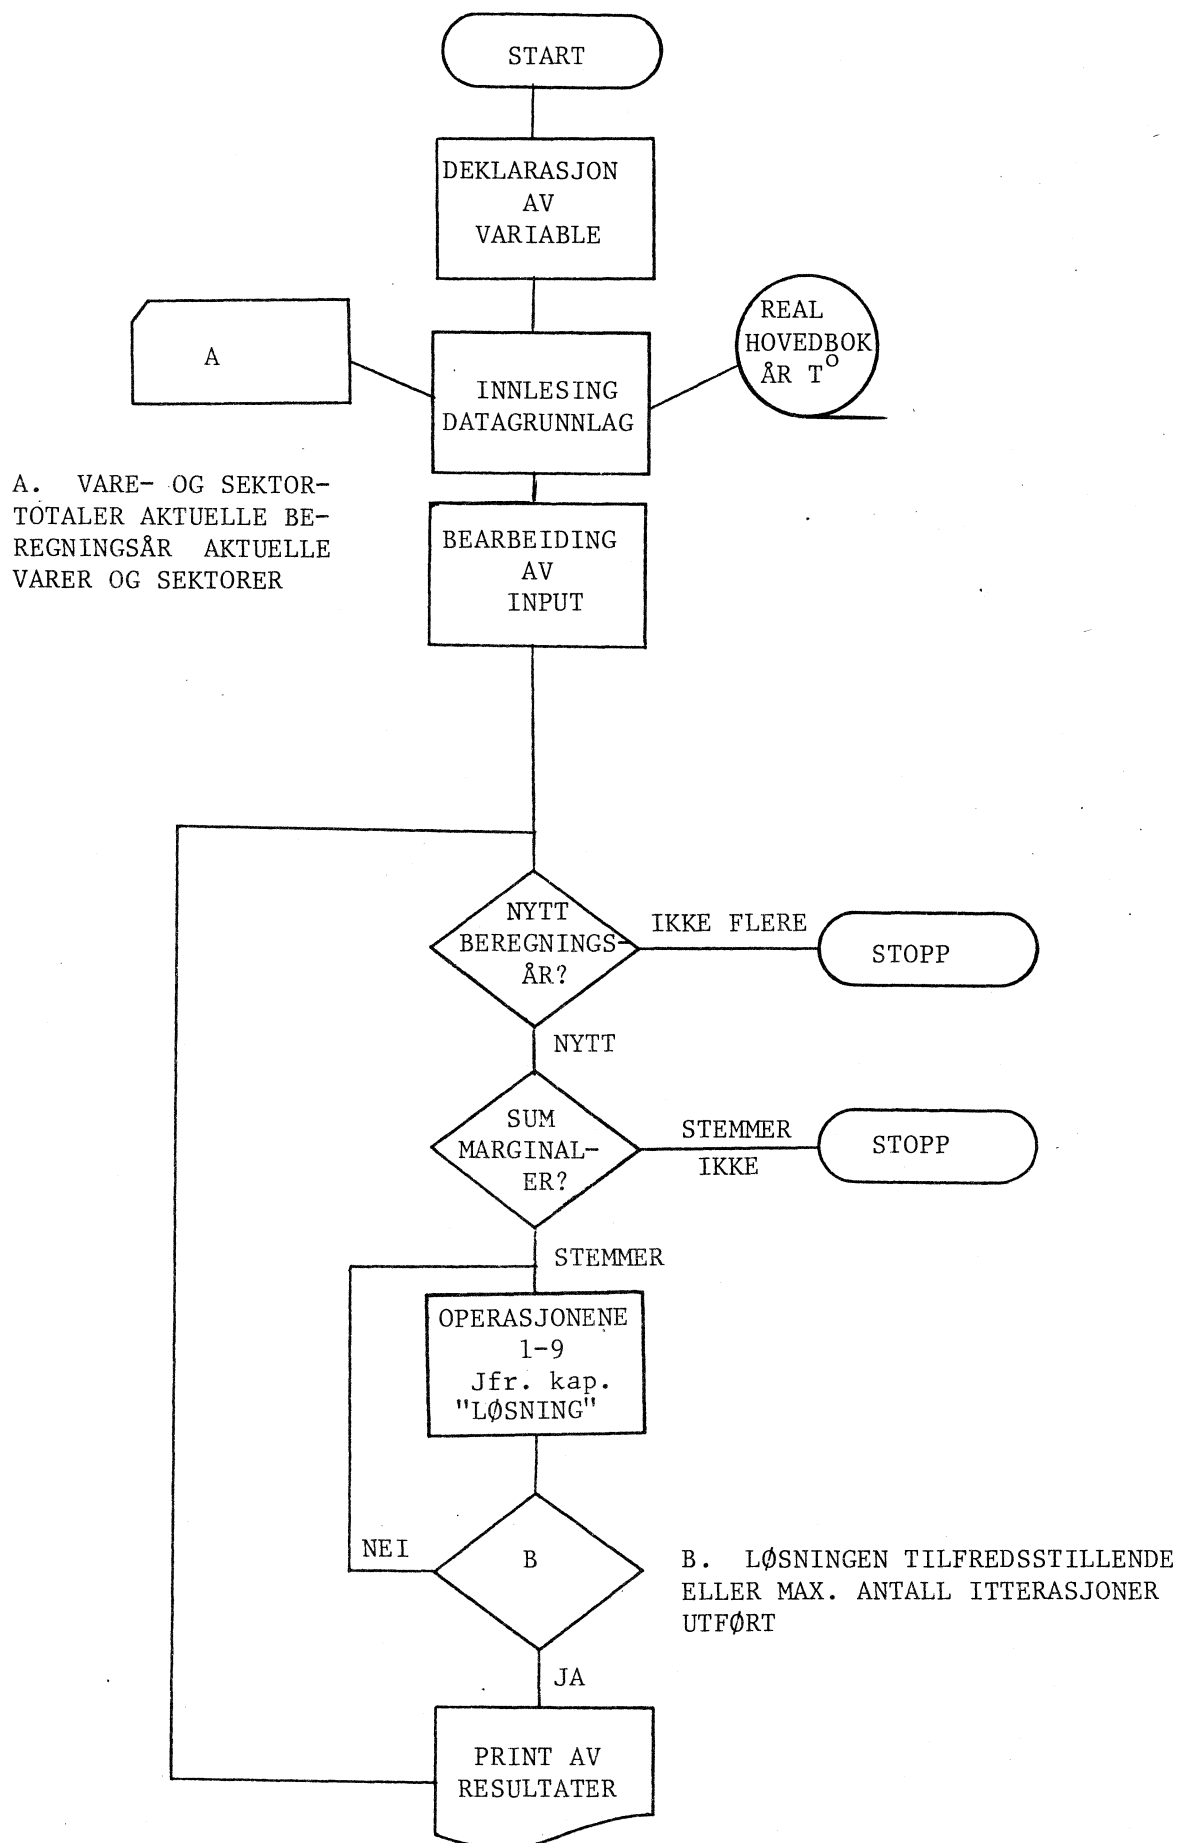 START
DEKLARASJON
AV
VARIABLE
A
INNLESING
DATAGRUNNLAG
REAL
HOVEDBOK
ÅR T°
A. VARE- OG SEKTOR-
TOTALER AKTUELLE BE-
REGNINGSÅR AKTUELLE
VARER OG SEKTORER
BEARBEIDING
AV
INPUT
NYTT
BEREGNINGS-
ÅR?
IKKE FLERE
STOPP
NYTT
SUM
MARGINAL-
ER?
STEMMER
IKKE
STOPP
STEMMER
OPERASJONENE
1-9
Jfr. kap.
"LØSNING"
NEI
B
B. LØSNINGEN TILFREDSSTILLENDE
ELLER MAX. ANTALL ITTERASJONER
UTFØRT
JA
PRINT AV
RESULTATER